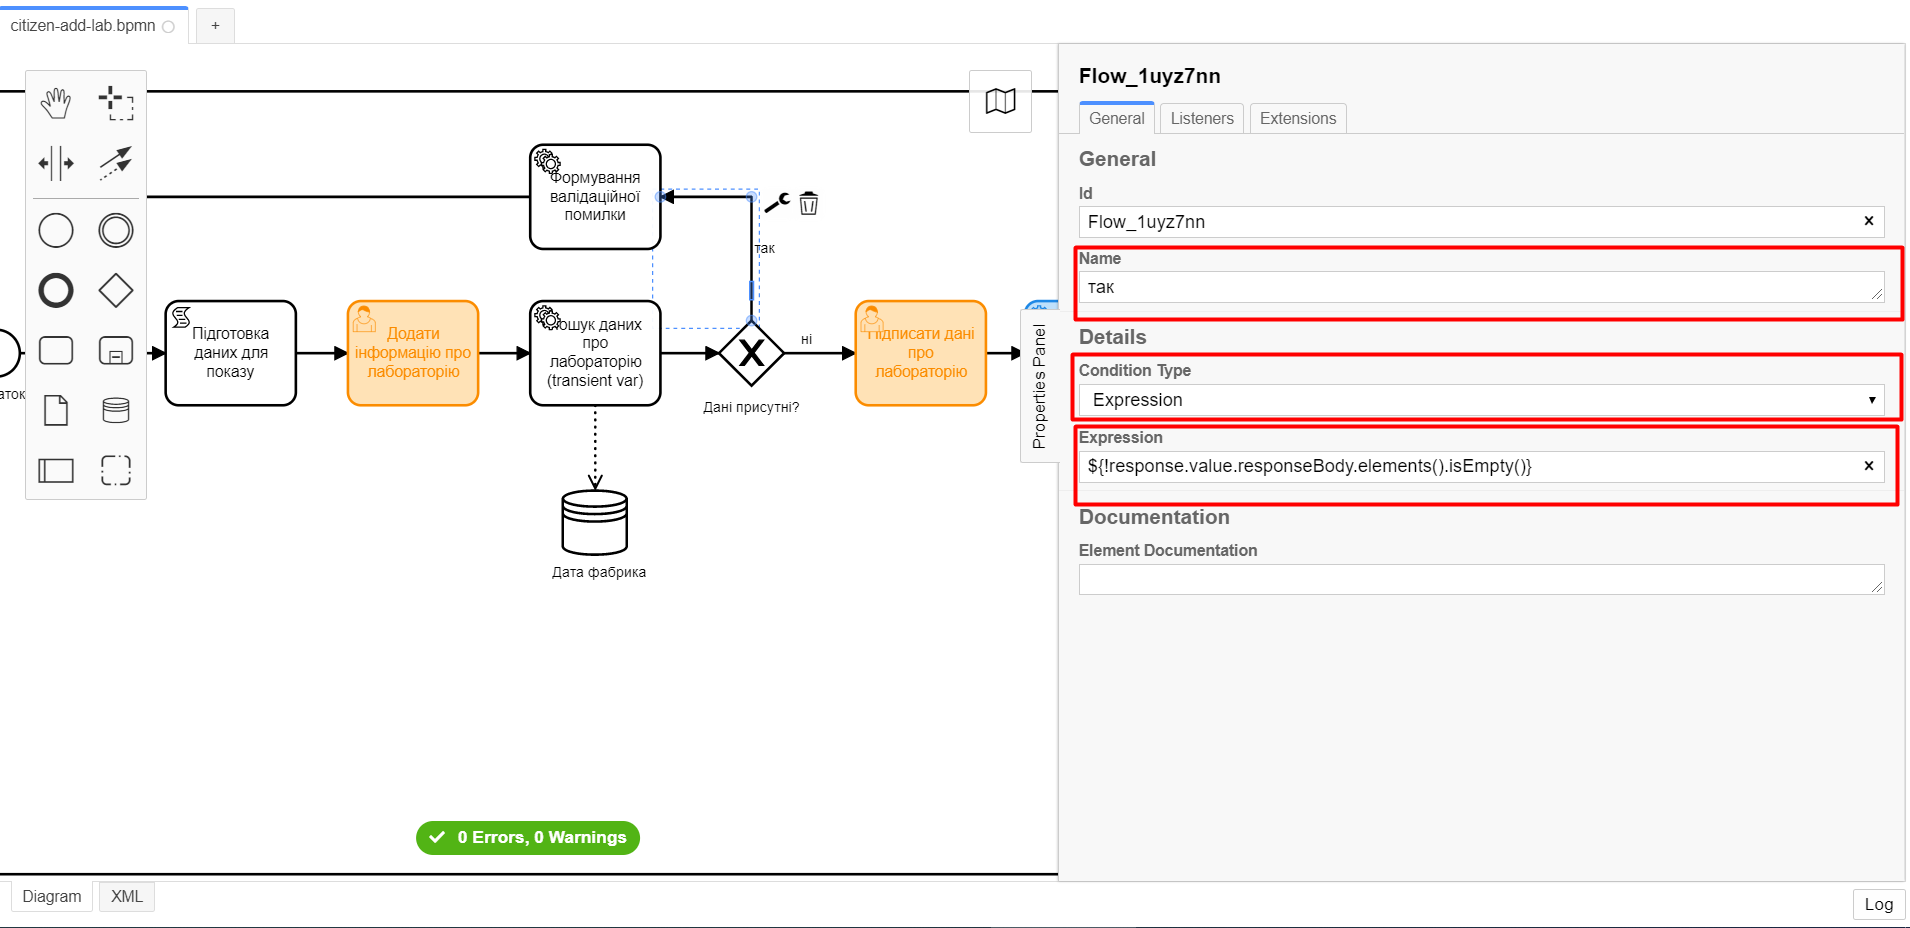 citizen-add-lab.bpmn
+
Формування
валідаційної
помилки
так
Підготовка
даних для
показу
Додати
інформацію про
лабораторію
ошук даних
про
лабораторію
(transient var)
ні
Дані присутні?
Підписати дані
про
лабораторію
аток
Дата фабрика
0 Errors, 0 Warnings
Properties Panel
Flow_1uyz7nn
General
Listeners
Extensions
General
Id
Flow_1uyz7nn
Name
так
Details
Condition Type
Expression
Expression
${!response.value.responseBody.elements().isEmpty()}
Documentation
Element Documentation
Diagram
XML
Log